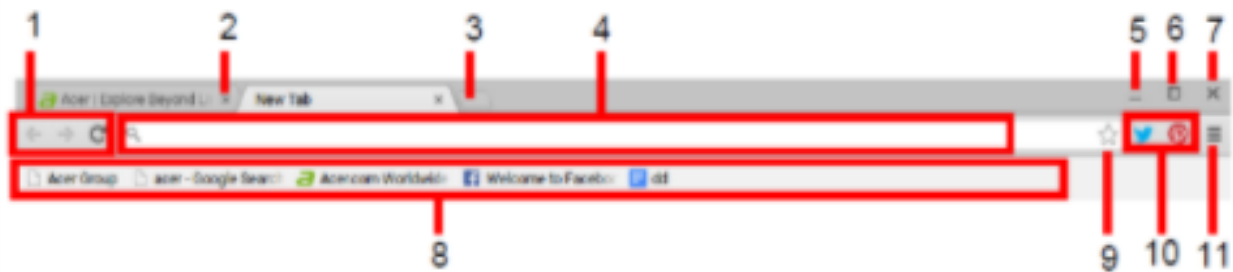 1 2 3 4 5 6 7
Acer | Explore Beyond Li New Tab
Acer Group acer - Google Search Acer.com Worldwide Welcome to Facebo dd
8 9 10 11